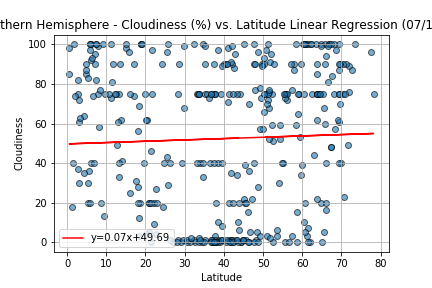 thern Hemisphere - Cloudiness (%) vs. Latitude Linear Regression (07/1
100
80
60
40
20
0
Cloudiness
y=0.07x+49.69
0 10 20 30 40 50 60 70 80
Latitude